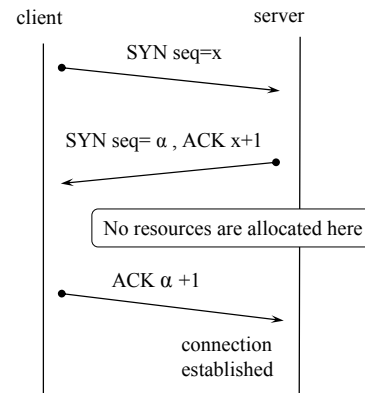 client
server
SYN seq=x
SYN seq= α , ACK x+1
No resources are allocated here
ACK α +1
connection
established